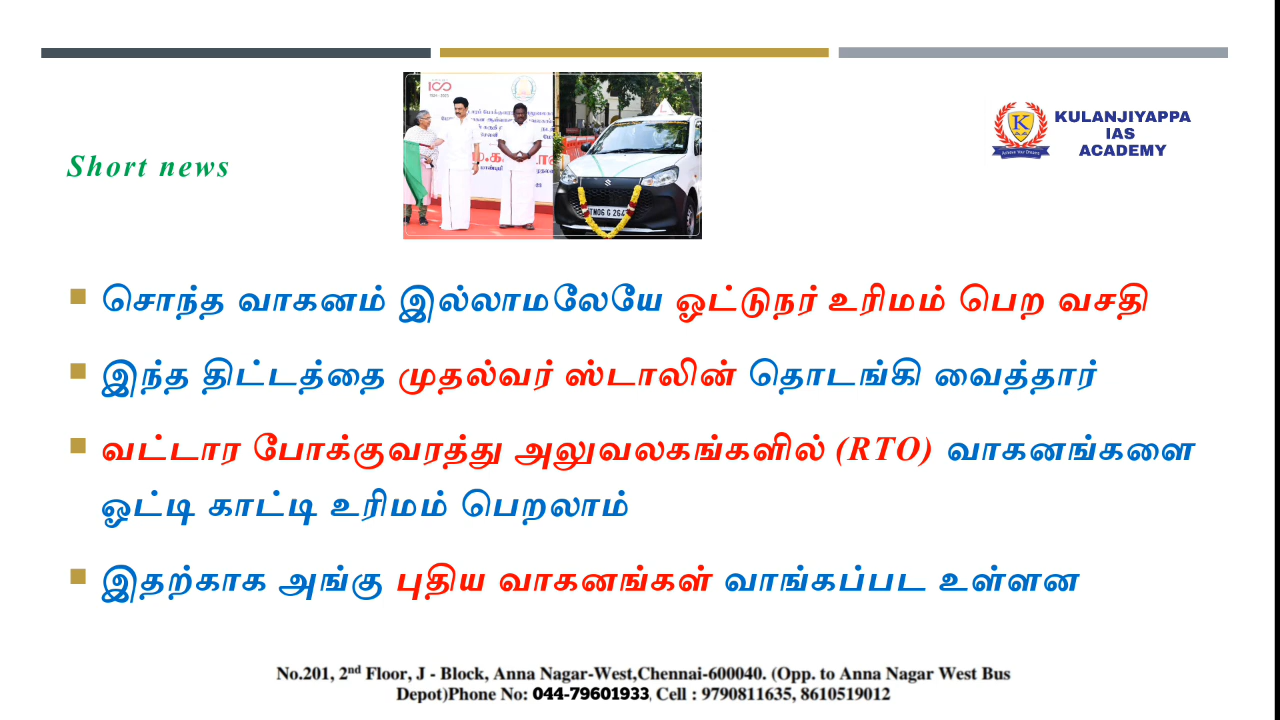 Short news
KULANJIYAPPA
IAS
ACADEMY
TN06 G 264
சொந்த வாகனம் இல்லாமலேயே ஓட்டுநர் உரிமம் பெற வசதி
இந்த திட்டத்தை முதல்வர் ஸ்டாலின் தொடங்கி வைத்தார்
வட்டார போக்குவரத்து அலுவலகங்களில் (RTO) வாகனங்களை
ஓட்டி காட்டி உரிமம் பெறலாம்
இதற்காக அங்கு புதிய வாகனங்கள் வாங்கப்பட உள்ளன
No.201, 2nd Floor, J - Block, Anna Nagar-West,Chennai-600040. (Opp. to Anna Nagar West Bus
Depot)Phone No: 044-79601933, Cell : 9790811635, 8610519012